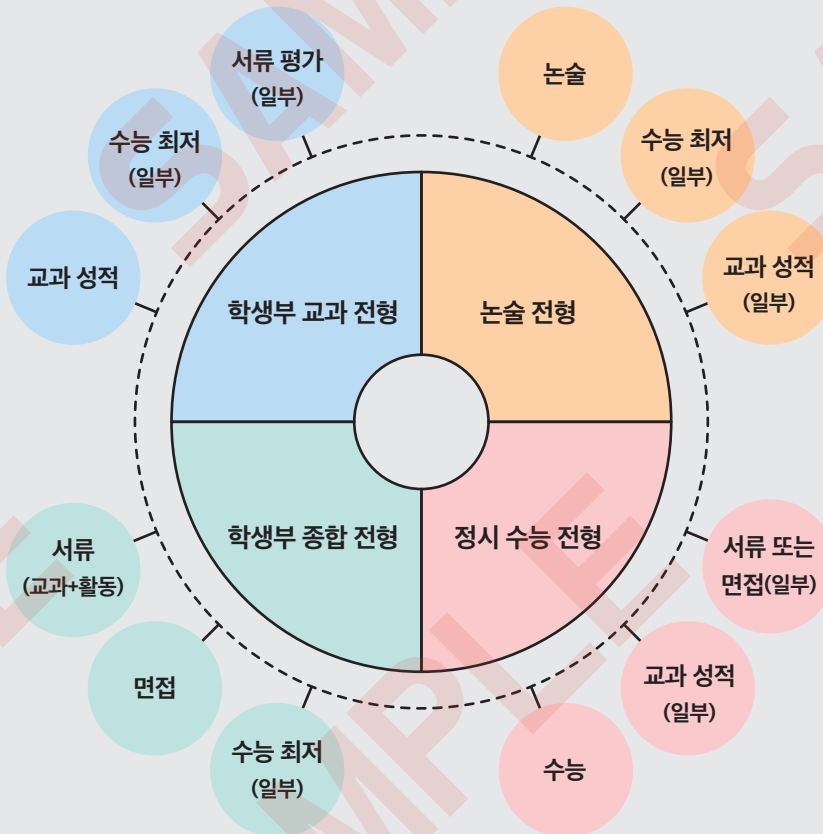 서류 평가
(일부)
수능 최저
(일부)
교과 성적
논술
수능 최저
(일부)
교과 성적
(일부)
학생부 교과 전형
논술 전형
학생부 종합 전형
정시 수능 전형
서류
(교과+활동)
면접
수능 최저
(일부)
서류 또는
면접(일부)
교과 성적
(일부)
수능
SAM
S
E
MPLE